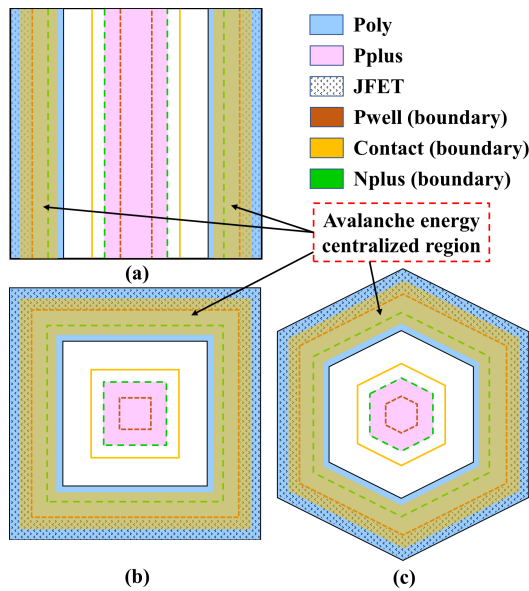 Poly
Pplus
JFET
Pwell (boundary)
Contact (boundary)
Nplus (boundary)
Avalanche energy
centralized region
(a)
(b)
(c)